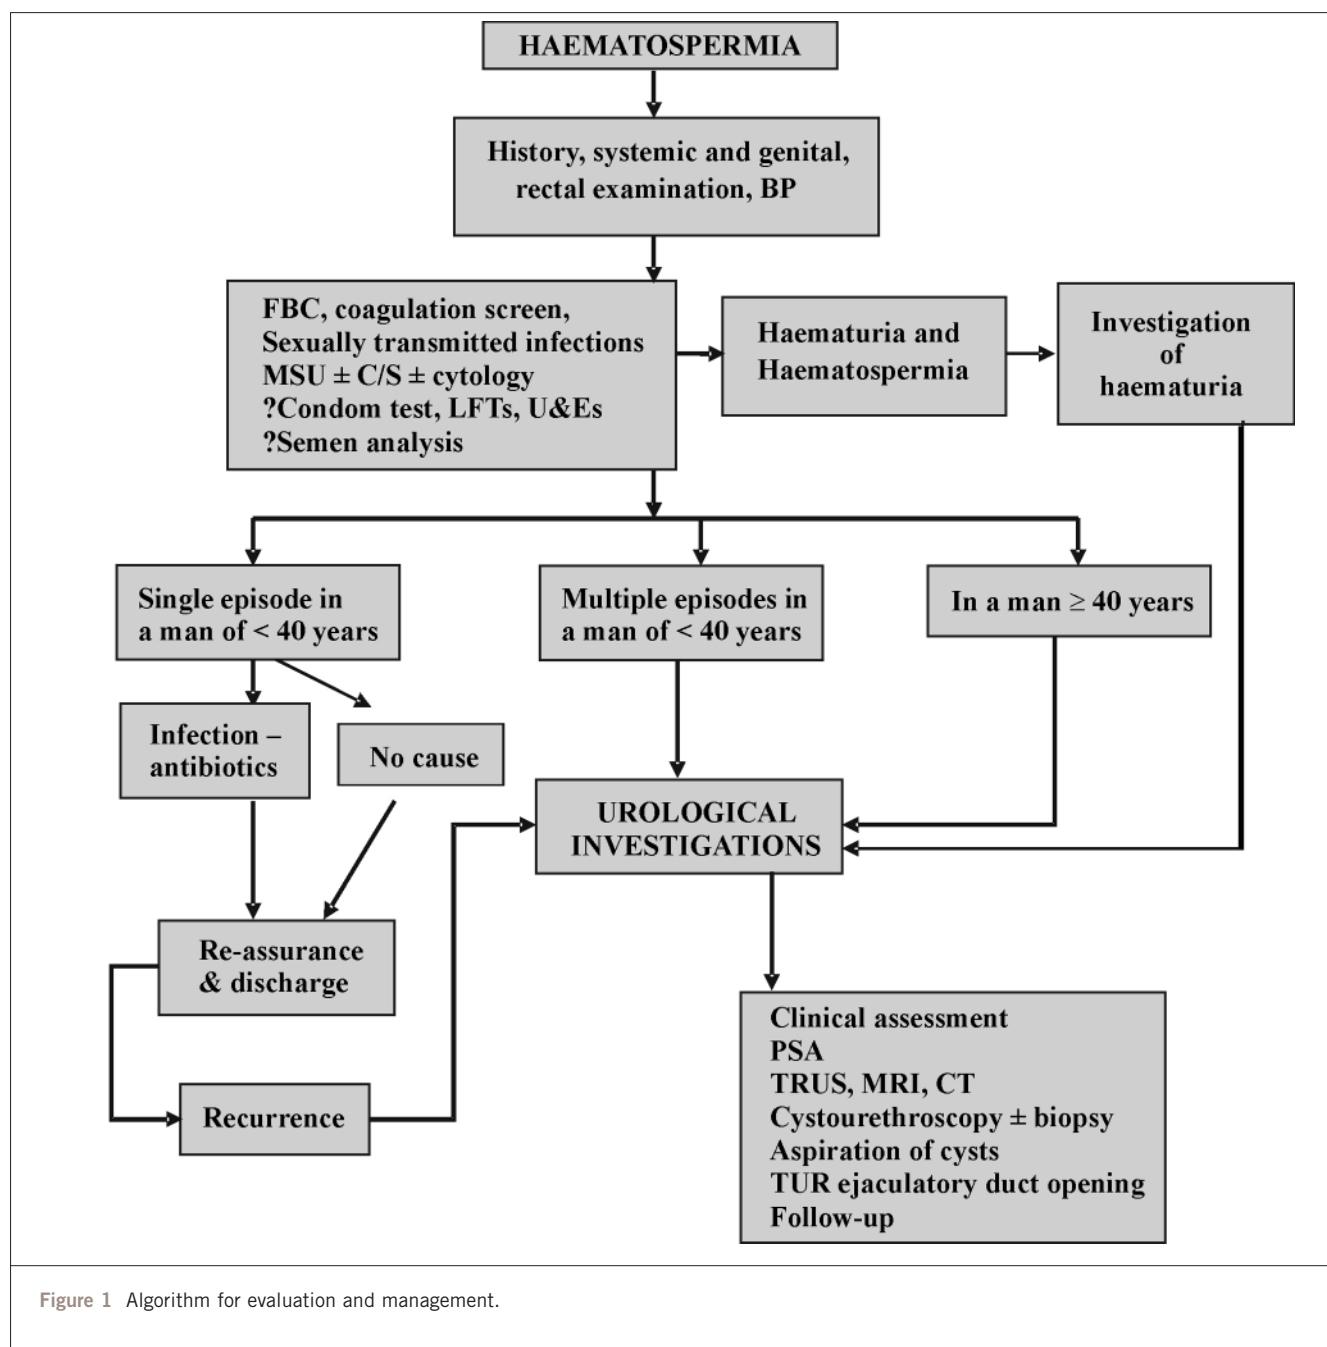 HAEMATOSPERMIA
History, systemic and genital,
rectal examination, BP
FBC, coagulation screen,
Sexually transmitted infections
MSU ± C/S ± cytology
?Condom test, LFTs, U&Es
?Semen analysis
Haematuria and
Haematospermia
Investigation
of
haematuria
Single episode in
a man of < 40 years
Multiple episodes in
a man of < 40 years
In a man ≥ 40 years
Infection –
antibiotics
No cause
UROLOGICAL
INVESTIGATIONS
Re-assurance
& discharge
Recurrence
Clinical assessment
PSA
TRUS, MRI, CT
Cystourethroscopy ± biopsy
Aspiration of cysts
TUR ejaculatory duct opening
Follow-up
Figure 1 Algorithm for evaluation and management.